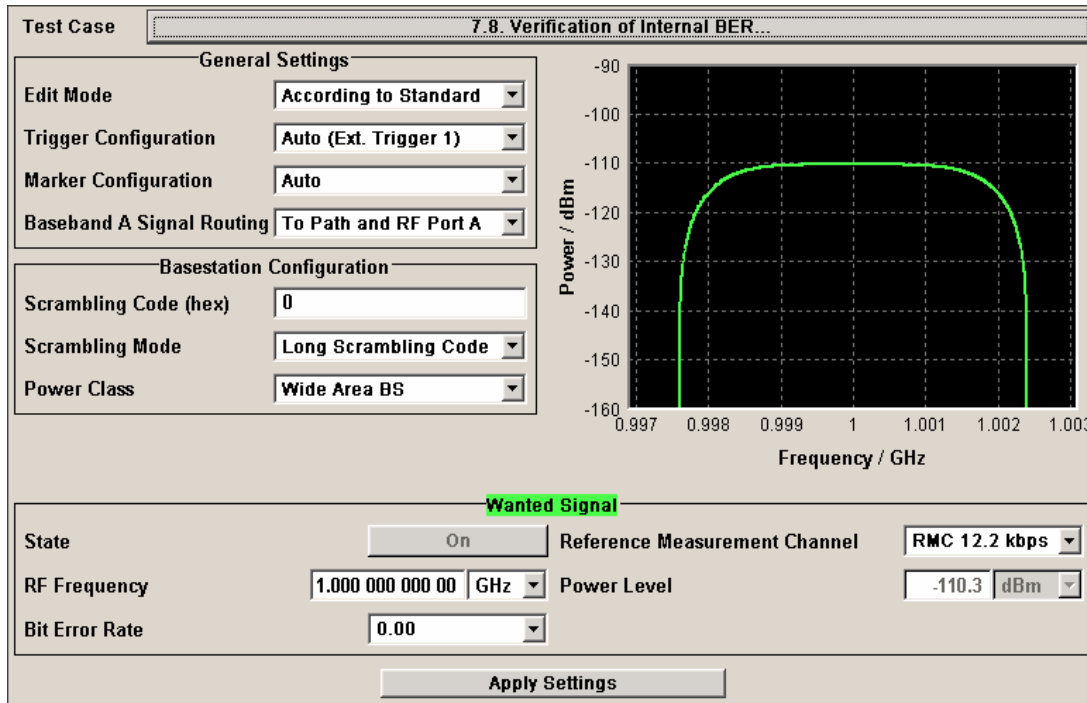 Test Case
7.8. Verification of Internal BER...
General Settings
Edit Mode According to Standard
Trigger Configuration Auto (Ext. Trigger 1)
Marker Configuration Auto
Baseband A Signal Routing To Path and RF Port A
Basestation Configuration
Scrambling Code (hex) 0
Scrambling Mode Long Scrambling Code
Power Class Wide Area BS
Power / dBm
-90
-100
-110
-120
-130
-140
-150
-160
0.997 0.998 0.999 1 1.001 1.002 1.003
Frequency / GHz
Wanted Signal
State On Reference Measurement Channel RMC 12.2 kbps
RF Frequency 1.000 000 000 00 GHz Power Level -110.3 dBm
Bit Error Rate 0.00
Apply Settings